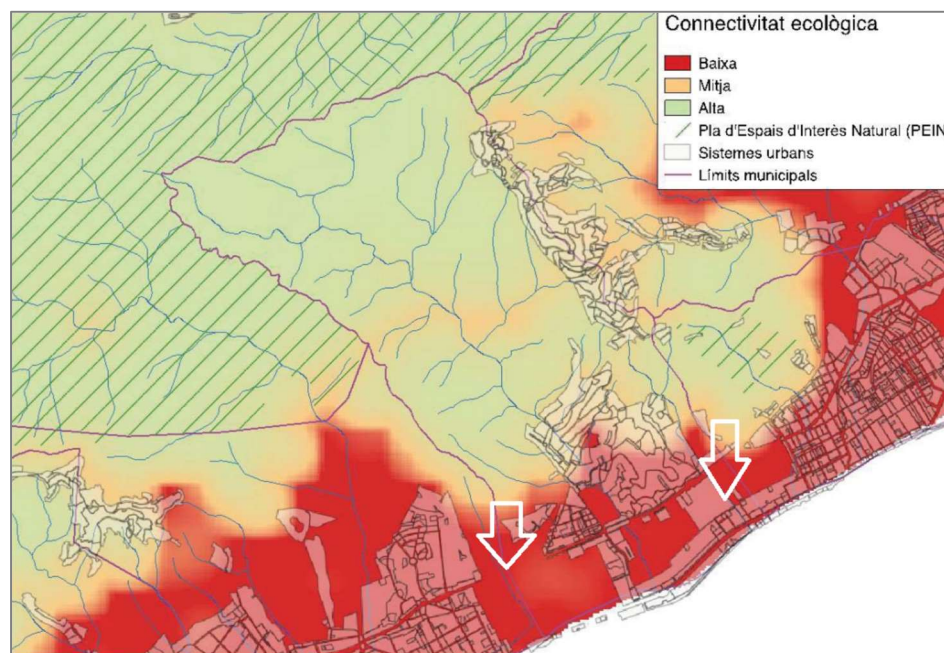 Connectivitat ecològica
Baixa
Mitja
Alta
Pla d'Espais d'Interès Natural (PEIN
Sistemes urbans
Límits municipals